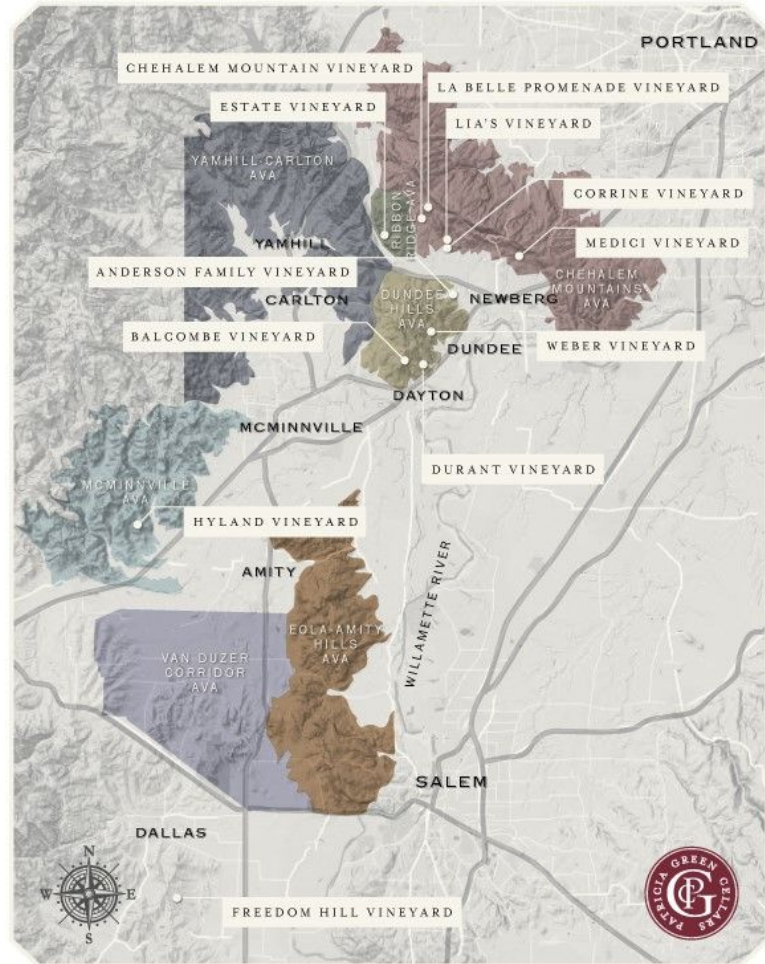 PORTLAND
CHEHALEM MOUNTAIN VINEYARD
LA BELLE PROMENADE VINEYARD
ESTATE VINEYARD
LIA'S VINEYARD
YAMHILL-CARLTON
AVA
CORRINE VINEYARD
RIBBON
RIDGE AVA
YAMHILL
MEDICI VINEYARD
ANDERSON FAMILY VINEYARD
CHEHALEM
MOUNTAINS
AVA
CARLTON
DUNDEE
HILLS
AVA
NEWBERG
BALCOMBE VINEYARD
DUNDEE
WEBER VINEYARD
DAYTON
MCMINNVILLE
DURANT VINEYARD
MCMINNVILLE
AVA
HYLAND VINEYARD
AMITY
WILLAMETTE RIVER
EOLA-AMITY
HILLS
AVA
VAN DUZER
CORRIDOR
AVA
SALEM
DALLAS
N
W E
S
FREEDOM HILL VINEYARD
PATRICIA GREEN CELLARS
PGC